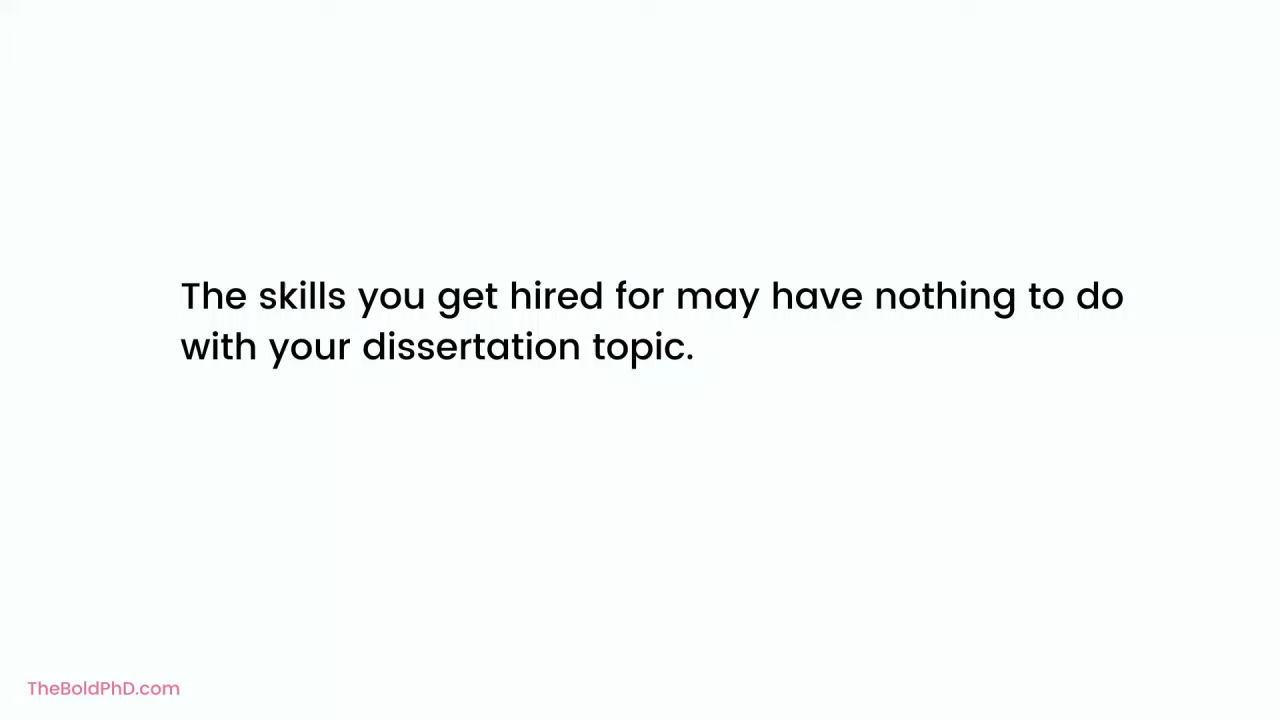 The skills you get hired for may have nothing to do
with your dissertation topic.
TheBoldPhD.com